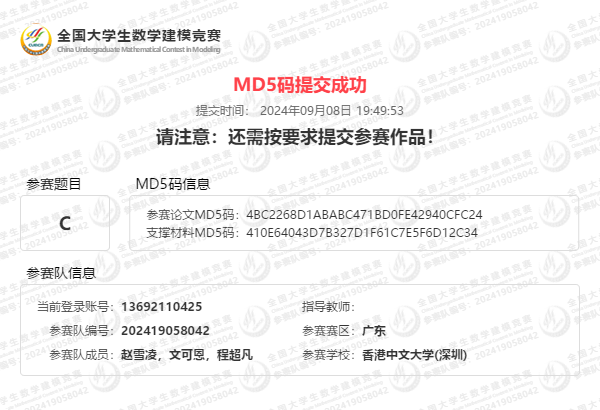 全国大学生数学建模竞赛
China Undergraduate Mathematical Contest in Modeling
MD5码提交成功
提交时间： 2024年09月08日 19:49:53
请注意：还需按要求提交参赛作品！
参赛题目
MD5码信息
C
参赛论文MD5码：4BC2268D1ABABC471BD0FE42940CFC24
支撑材料MD5码：410E64043D7B327D1F61C7E5F6D12C34
参赛队信息
当前登录账号：13692110425
指导教师：
参赛队编号：202419058042
参赛赛区：广东
参赛队成员：赵雪凌，文可恩，程超凡
参赛学校：香港中文大学(深圳)